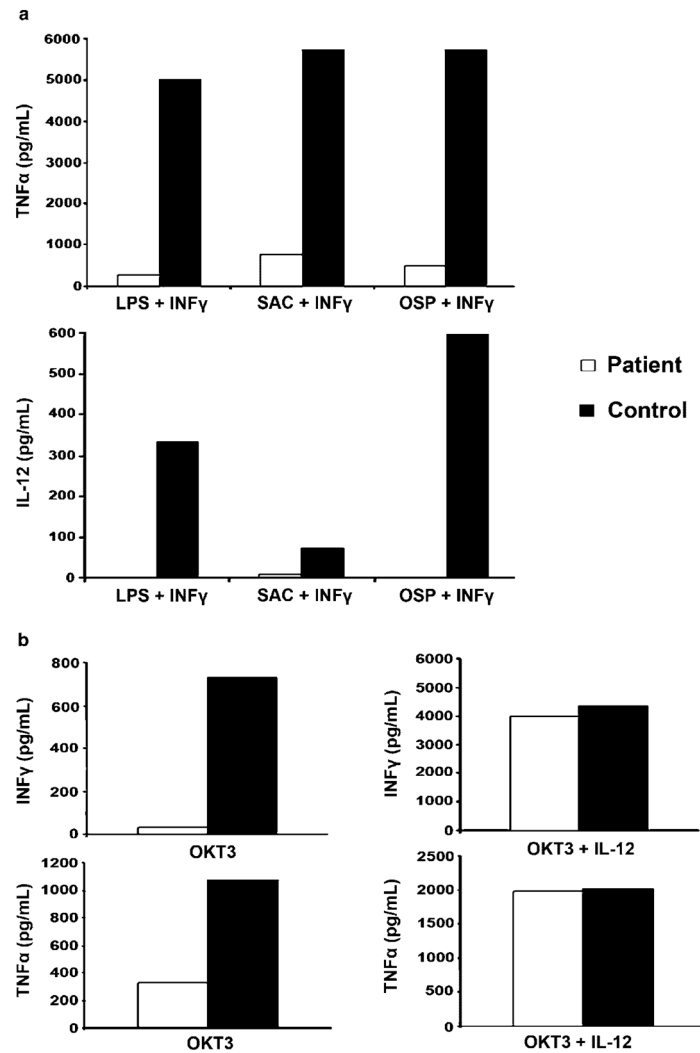 a
6000
5000
4000
3000
2000
1000
0
TNFα (pg/mL)
LPS + INFγ SAC + INFγ OSP + INFγ
600
500
400
300
200
100
0
IL-12 (pg/mL)
LPS + INFγ SAC + INFγ OSP + INFγ
Patient
Control
b
800
600
400
200
0
INFγ (pg/mL)
OKT3
6000
5000
4000
3000
2000
1000
0
INFγ (pg/mL)
OKT3 + IL-12
1200
1000
800
600
400
200
0
TNFα (pg/mL)
OKT3
2500
2000
1500
1000
500
0
TNFα (pg/mL)
OKT3 + IL-12